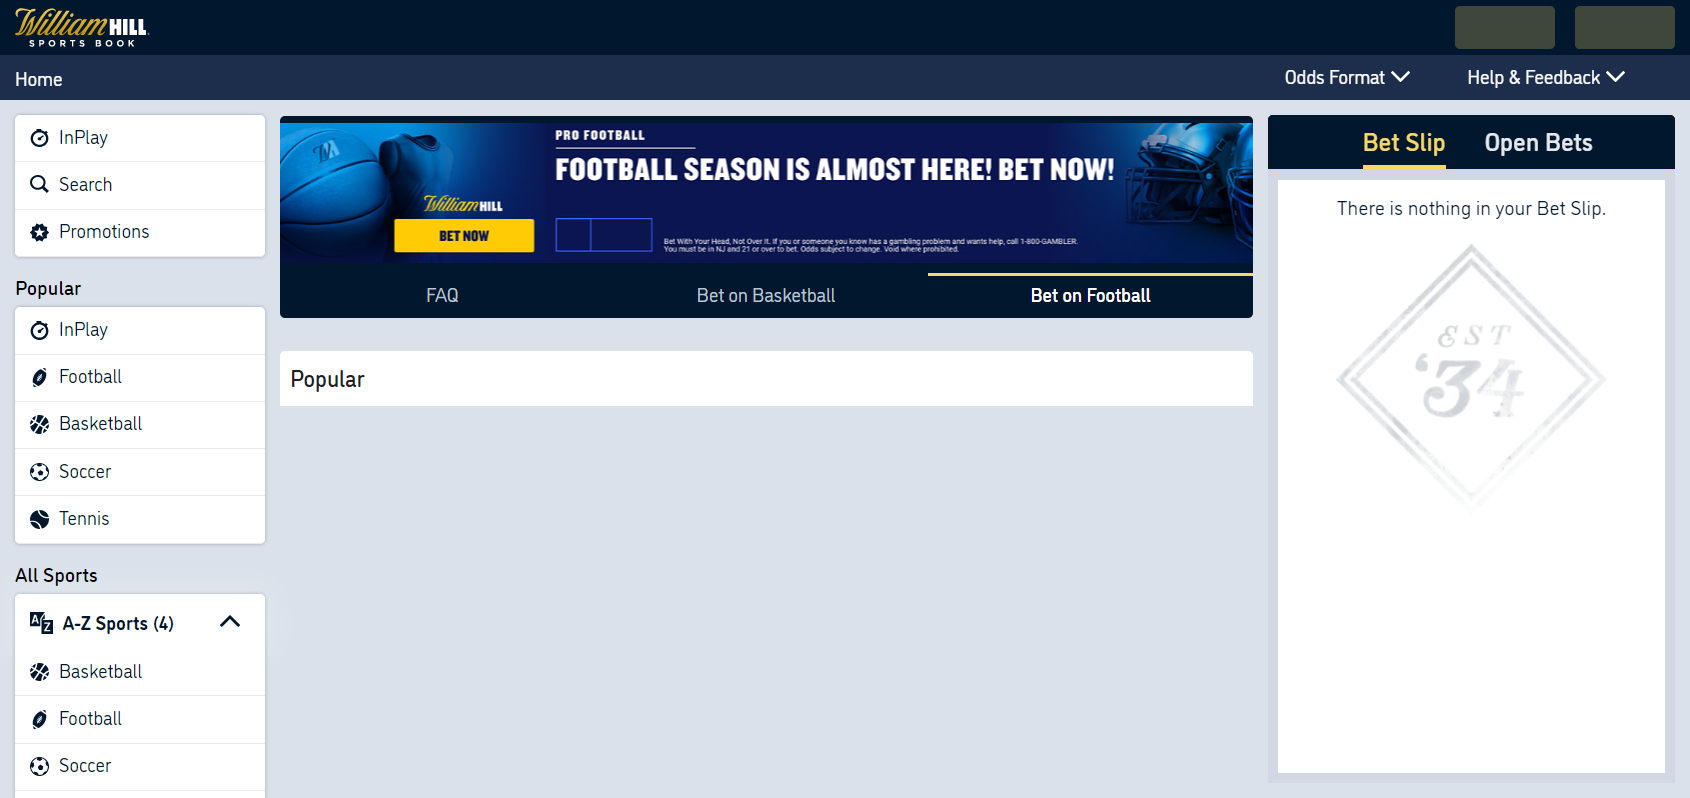 William HILL
SPORTS BOOK
Home
Odds Format
Help & Feedback
InPlay
Search
Promotions
Popular
InPlay
Football
Basketball
Soccer
Tennis
All Sports
A-Z Sports (4)
Basketball
Football
Soccer
PRO FOOTBALL
FOOTBALL SEASON IS ALMOST HERE! BET NOW!
William HILL
BET NOW
Bet With Your Head, Not Over It. If you or someone you know has a gambling problem and wants help, call 1-800-GAMBLER.
You must be in NJ and 21 or over to bet. Odds subject to change. Void where prohibited.
FAQ
Bet on Basketball
Bet on Football
Popular
Bet Slip
Open Bets
There is nothing in your Bet Slip.
EST
‘34